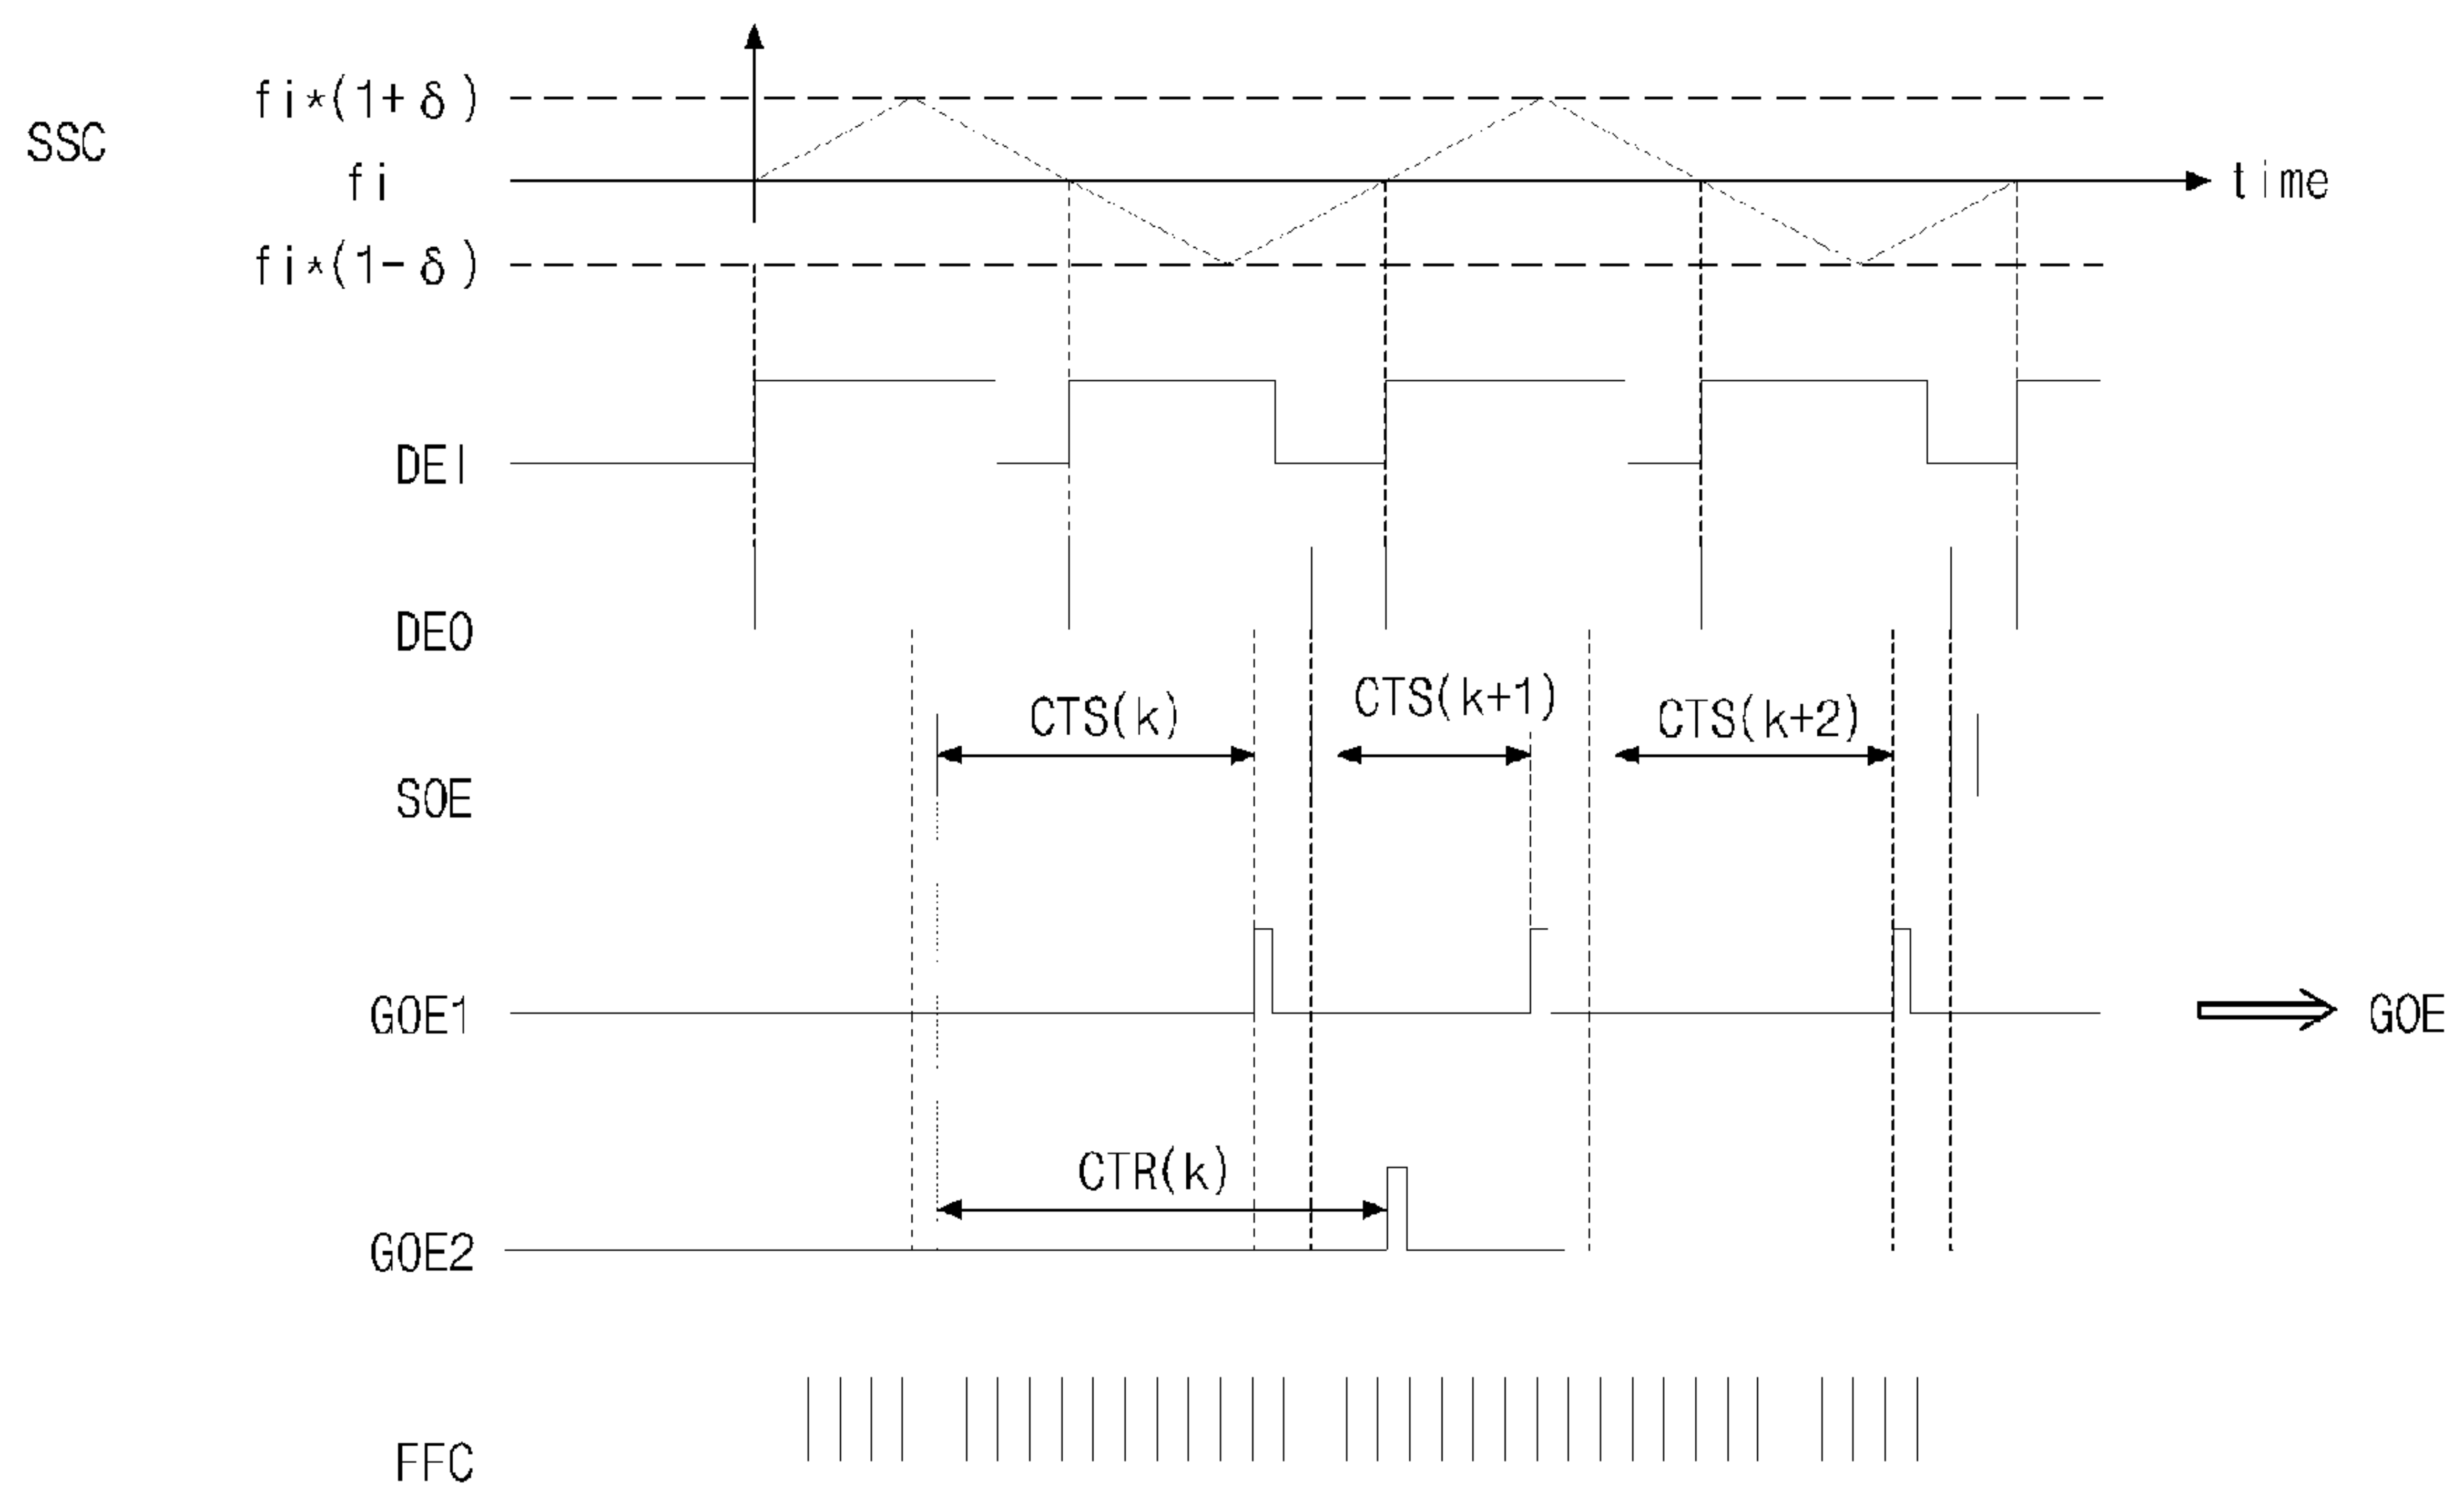 fi*(1+δ)
SSC
fi
time
fi*(1-δ)
DEI
DEO
CTS(k)
CTS(k+1)
CTS(k+2)
SOE
GOE1
GOE
CTR(k)
GOE2
FFC